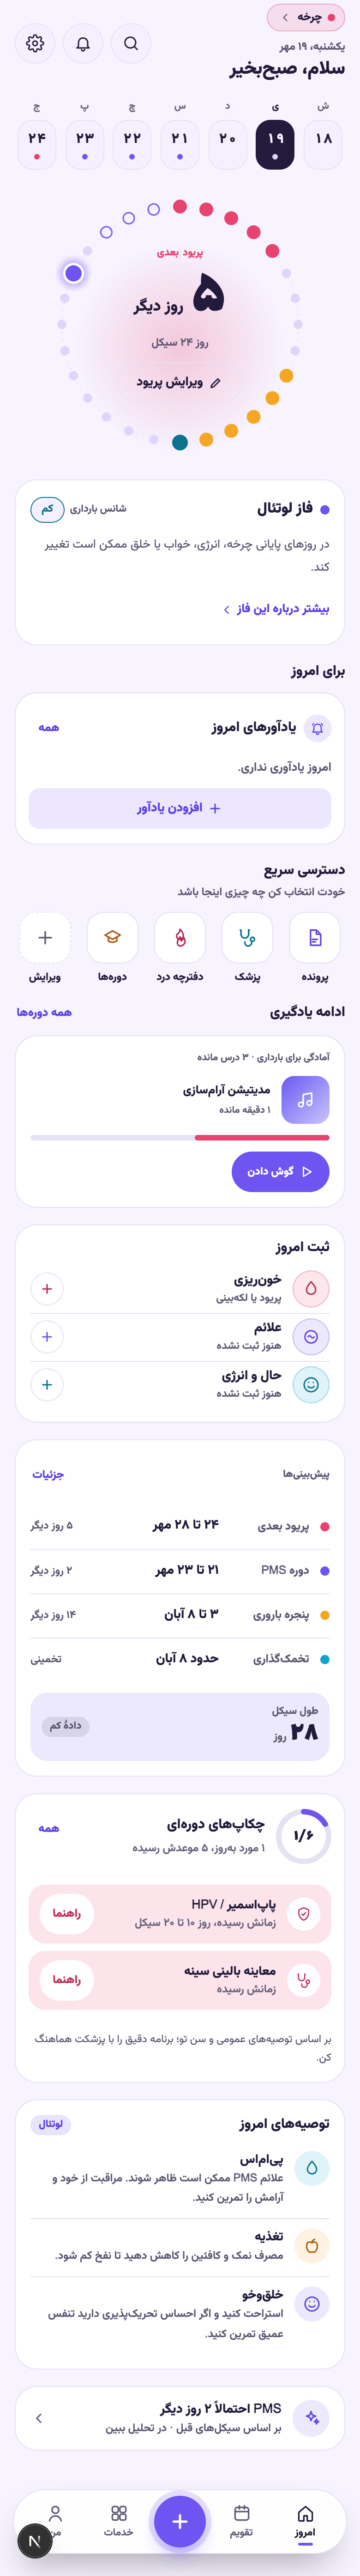 چرخه
یکشنبه، ۱۹ مهر
سلام، صبح‌بخیر
ش ی د س چ پ ج
۱۸ ۱۹ ۲۰ ۲۱ ۲۲ ۲۳ ۲۴
پریود بعدی
۵ روز دیگر
روز ۲۴ سیکل
ویرایش پریود
فاز لوتئال
شانس بارداری کم
در روزهای پایانی چرخه، انرژی، خواب یا خلق ممکن است تغییر
کند.
بیشتر درباره این فاز
برای امروز
یادآورهای امروز
همه
امروز یادآوری نداری.
افزودن یادآور
دسترسی سریع
خودت انتخاب کن چه چیزی اینجا باشد
پرونده پزشک دفترچه درد دوره‌ها ویرایش
ادامه یادگیری
همه دوره‌ها
آمادگی برای بارداری · ۳ درس مانده
مدیتیشن آرام‌سازی
۱ دقیقه مانده
گوش دادن
ثبت امروز
خون‌ریزی
پریود یا لکه‌بینی
علائم
هنوز ثبت نشده
حال و انرژی
هنوز ثبت نشده
پیش‌بینی‌ها
جزئیات
پریود بعدی ۲۴ تا ۲۸ مهر ۵ روز دیگر
دوره PMS ۲۱ تا ۲۳ مهر ۲ روز دیگر
پنجره باروری ۳ تا ۸ آبان ۱۴ روز دیگر
تخمک‌گذاری حدود ۸ آبان تخمینی
طول سیکل
۲۸ روز
دادهٔ کم
۱/۶
چکاپ‌های دوره‌ای
همه
۱ مورد به‌روز، ۵ موعدش رسیده
پاپ‌اسمیر / HPV
زمانش رسیده، روز ۱۰ تا ۲۰ سیکل
راهنما
معاینه بالینی سینه
زمانش رسیده
راهنما
بر اساس توصیه‌های عمومی و سن تو؛ برنامه دقیق را با پزشکت هماهنگ
کن.
توصیه‌های امروز
لوتئال
پی‌ام‌اس
علائم PMS ممکن است ظاهر شوند. مراقبت از خود و
آرامش را تمرین کنید.
تغذیه
مصرف نمک و کافئین را کاهش دهید تا نفخ کم شود.
خلق‌وخو
استراحت کنید و اگر احساس تحریک‌پذیری دارید تنفس
عمیق تمرین کنید.
PMS احتمالاً ۲ روز دیگر
بر اساس سیکل‌های قبل · در تحلیل ببین
امروز تقویم خدمات من
N